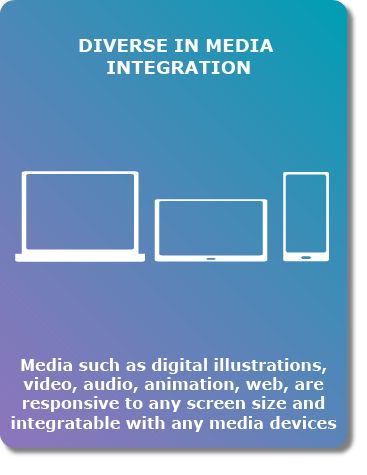 DIVERSE IN MEDIA
INTEGRATION
Media such as digital illustrations,
video, audio, animation, web, are
responsive to any screen size and
integratable with any media devices